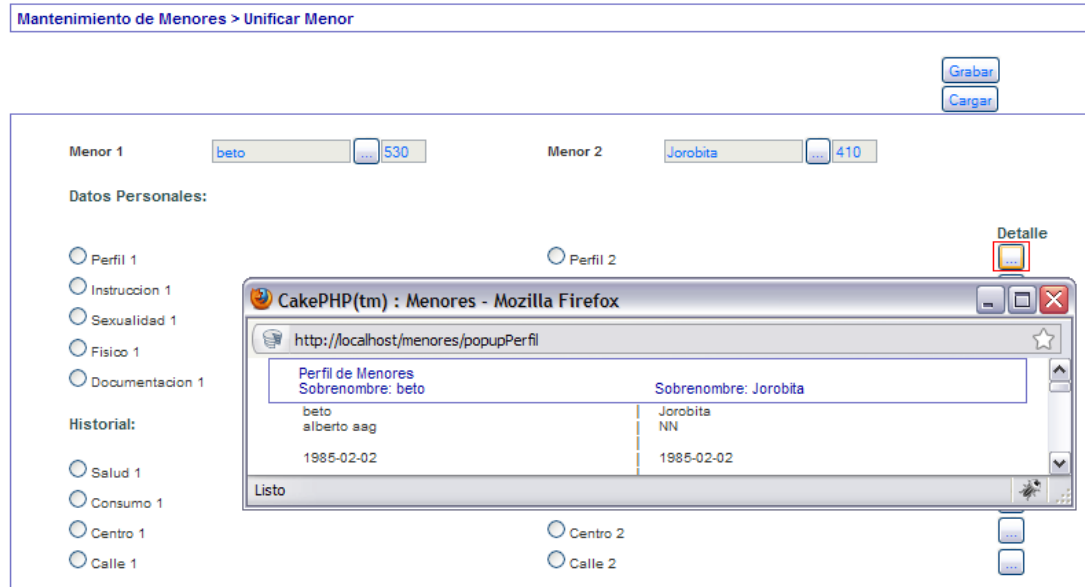 Mantenimiento de Menores > Unificar Menor
Grabar
Cargar
Menor 1 beto ... 530 Menor 2 Jorobita ... 410
Datos Personales:
Detalle
Perfil 1 Perfil 2 ...
Instruccion 1
Sexualidad 1
Fisico 1
Documentacion 1
CakePHP(tm) : Menores - Mozilla Firefox
http://localhost/menores/popupPerfil
Perfil de Menores
Sobrenombre: beto Sobrenombre: Jorobita
beto Jorobita
alberto aag NN
1985-02-02 1985-02-02
Listo
Historial:
Salud 1
Consumo 1
Centro 1 Centro 2 ...
Calle 1 Calle 2 ...